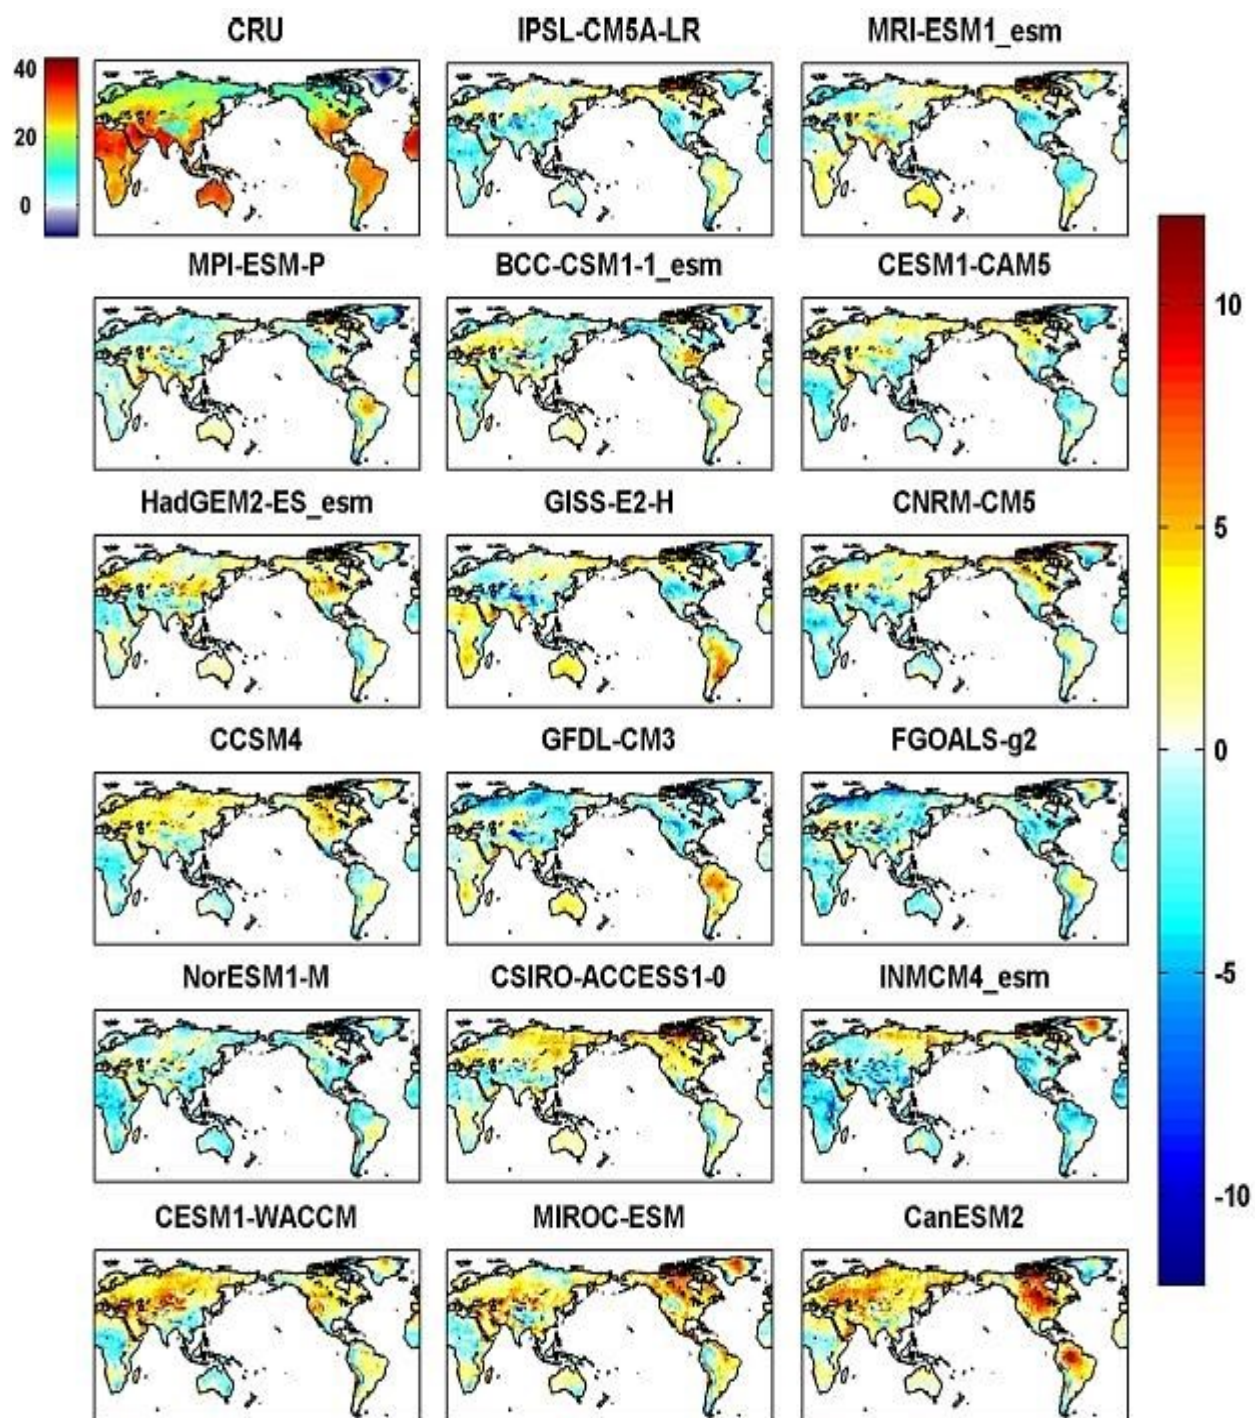 CRU IPSL-CM5A-LR MRI-ESM1_esm
40
20
0
MPI-ESM-P BCC-CSM1-1_esm CESM1-CAM5
10
HadGEM2-ES_esm GISS-E2-H CNRM-CM5
5
CCSM4 GFDL-CM3 FGOALS-g2
0
NorESM1-M CSIRO-ACCESS1-0 INMCM4_esm
-5
-10
CESM1-WACCM MIROC-ESM CanESM2